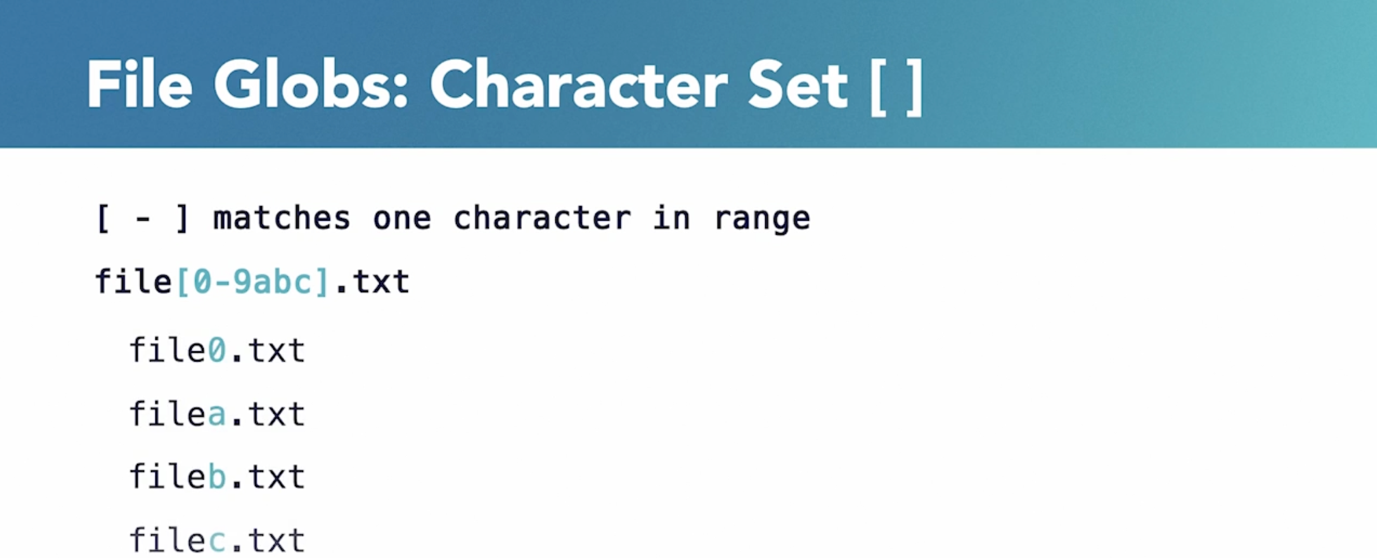 File Globs: Character Set [ ]
[ - ] matches one character in range
file[0-9abc].txt
file0.txt
filea.txt
fileb.txt
filec.txt